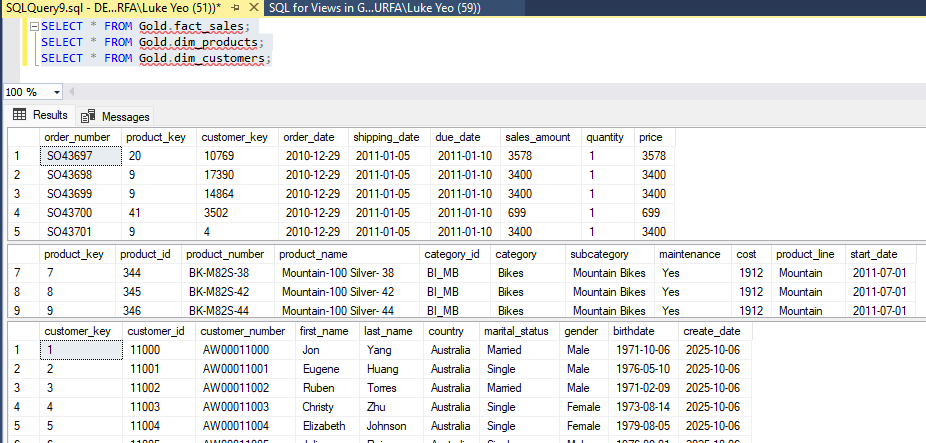 SQLQuery9.sql - DE...RFA\Luke Yeo (51))* SQL for Views in G...URFA\Luke Yeo (59))
SELECT * FROM Gold.fact_sales;
SELECT * FROM Gold.dim_products;
SELECT * FROM Gold.dim_customers;
100 %
Results Messages
order_number product_key customer_key order_date shipping_date due_date sales_amount quantity price
1 SO43697 20 10769 2010-12-29 2011-01-05 2011-01-10 3578 1 3578
2 SO43698 9 17390 2010-12-29 2011-01-05 2011-01-10 3400 1 3400
3 SO43699 9 14864 2010-12-29 2011-01-05 2011-01-10 3400 1 3400
4 SO43700 41 3502 2010-12-29 2011-01-05 2011-01-10 699 1 699
5 SO43701 9 4 2010-12-29 2011-01-05 2011-01-10 3400 1 3400
product_key product_id product_number product_name category_id category subcategory maintenance cost product_line start_date
7 7 344 BK-M82S-38 Mountain-100 Silver- 38 BI_MB Bikes Mountain Bikes Yes 1912 Mountain 2011-07-01
8 8 345 BK-M82S-42 Mountain-100 Silver- 42 BI_MB Bikes Mountain Bikes Yes 1912 Mountain 2011-07-01
9 9 346 BK-M82S-44 Mountain-100 Silver- 44 BI_MB Bikes Mountain Bikes Yes 1912 Mountain 2011-07-01
customer_key customer_id customer_number first_name last_name country marital_status gender birthdate create_date
1 1 11000 AW00011000 Jon Yang Australia Married Male 1971-10-06 2025-10-06
2 2 11001 AW00011001 Eugene Huang Australia Single Male 1976-05-10 2025-10-06
3 3 11002 AW00011002 Ruben Torres Australia Married Male 1971-02-09 2025-10-06
4 4 11003 AW00011003 Christy Zhu Australia Single Female 1973-08-14 2025-10-06
5 5 11004 AW00011004 Elizabeth Johnson Australia Single Female 1979-08-05 2025-10-06